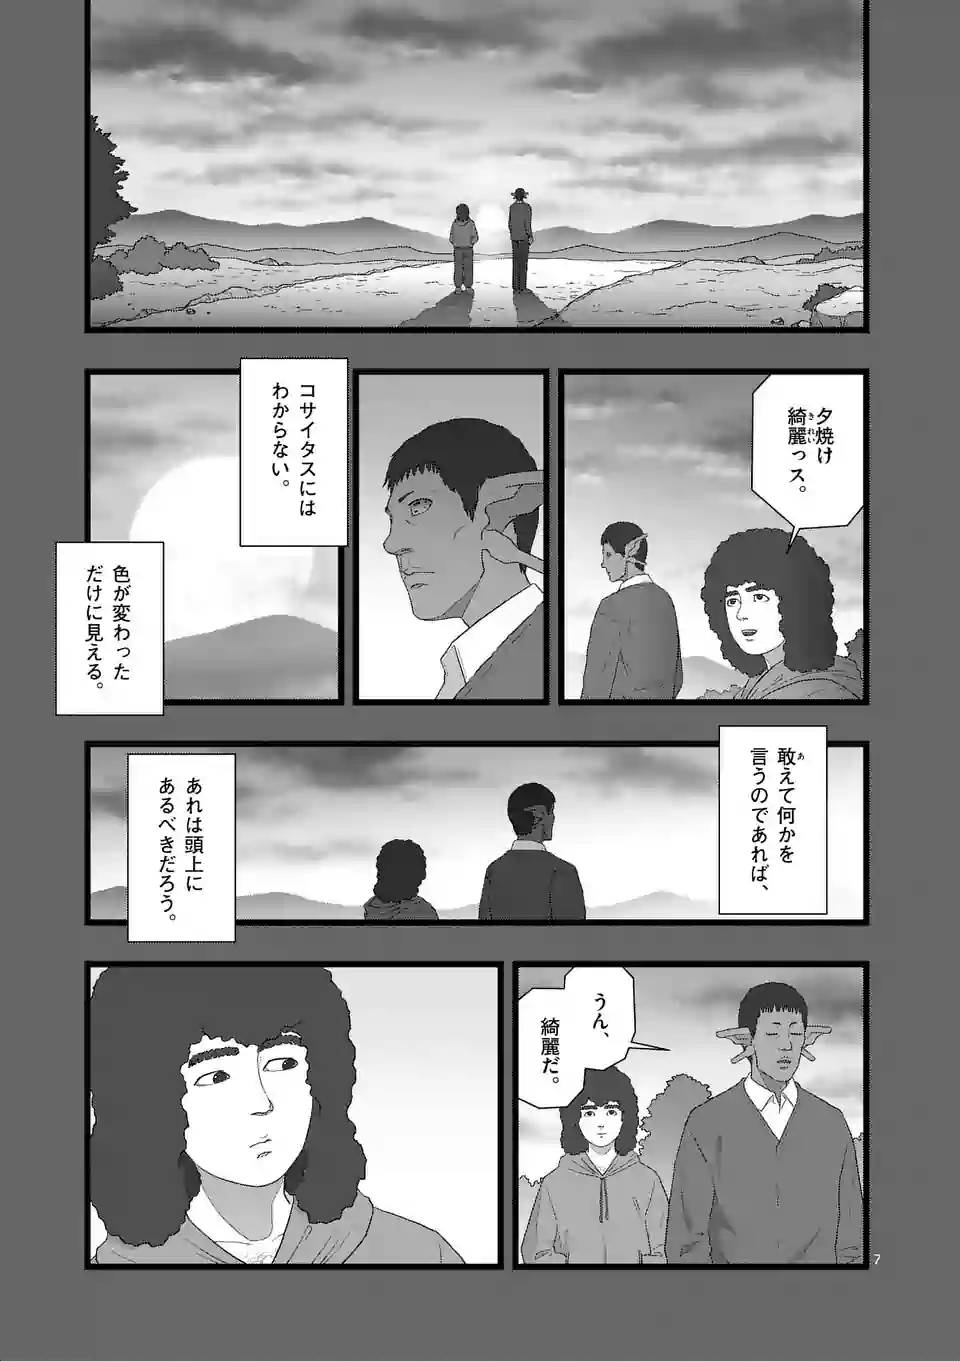 夕焼け
綺麗っス。
コサイタスには
わからない。
色が変わった
だけに見える。
敢えて何かを
言うのであれば、
あれは頭上に
あるべきだろう。
うん、
綺麗だ。
7